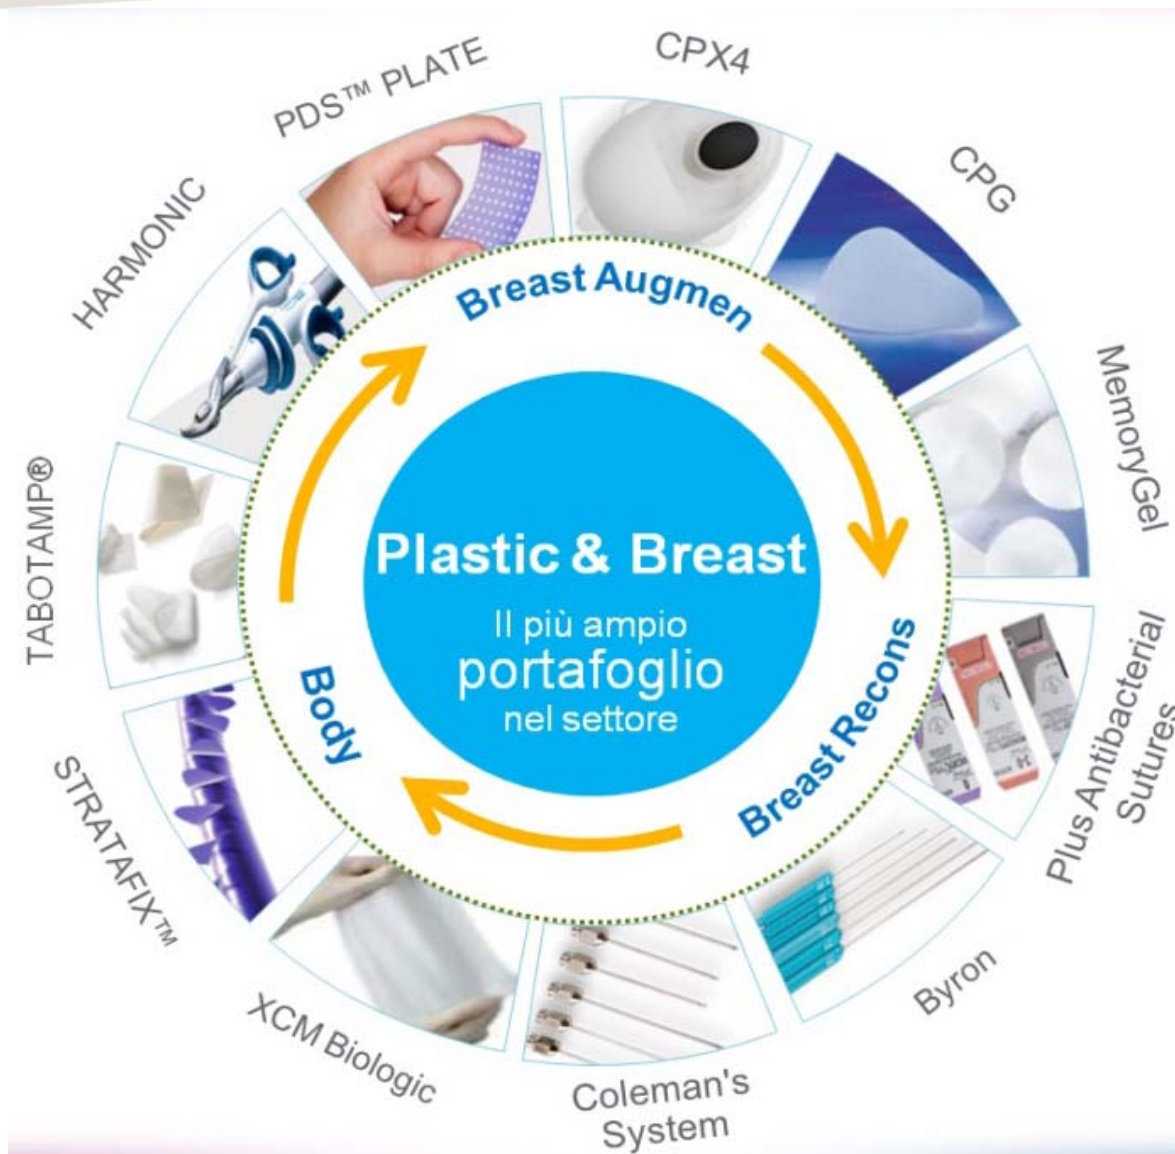 PDS™ PLATE
CPX4
CPG
MemoryGel
Plus Antibacterial
Sutures
Byron
Coleman's
System
XCM Biologic
STRATAFIX™
TABOTAMP®
HARMONIC
Breast Augmen
Breast Recons
Body
Plastic & Breast
Il più ampio
portafoglio
nel settore